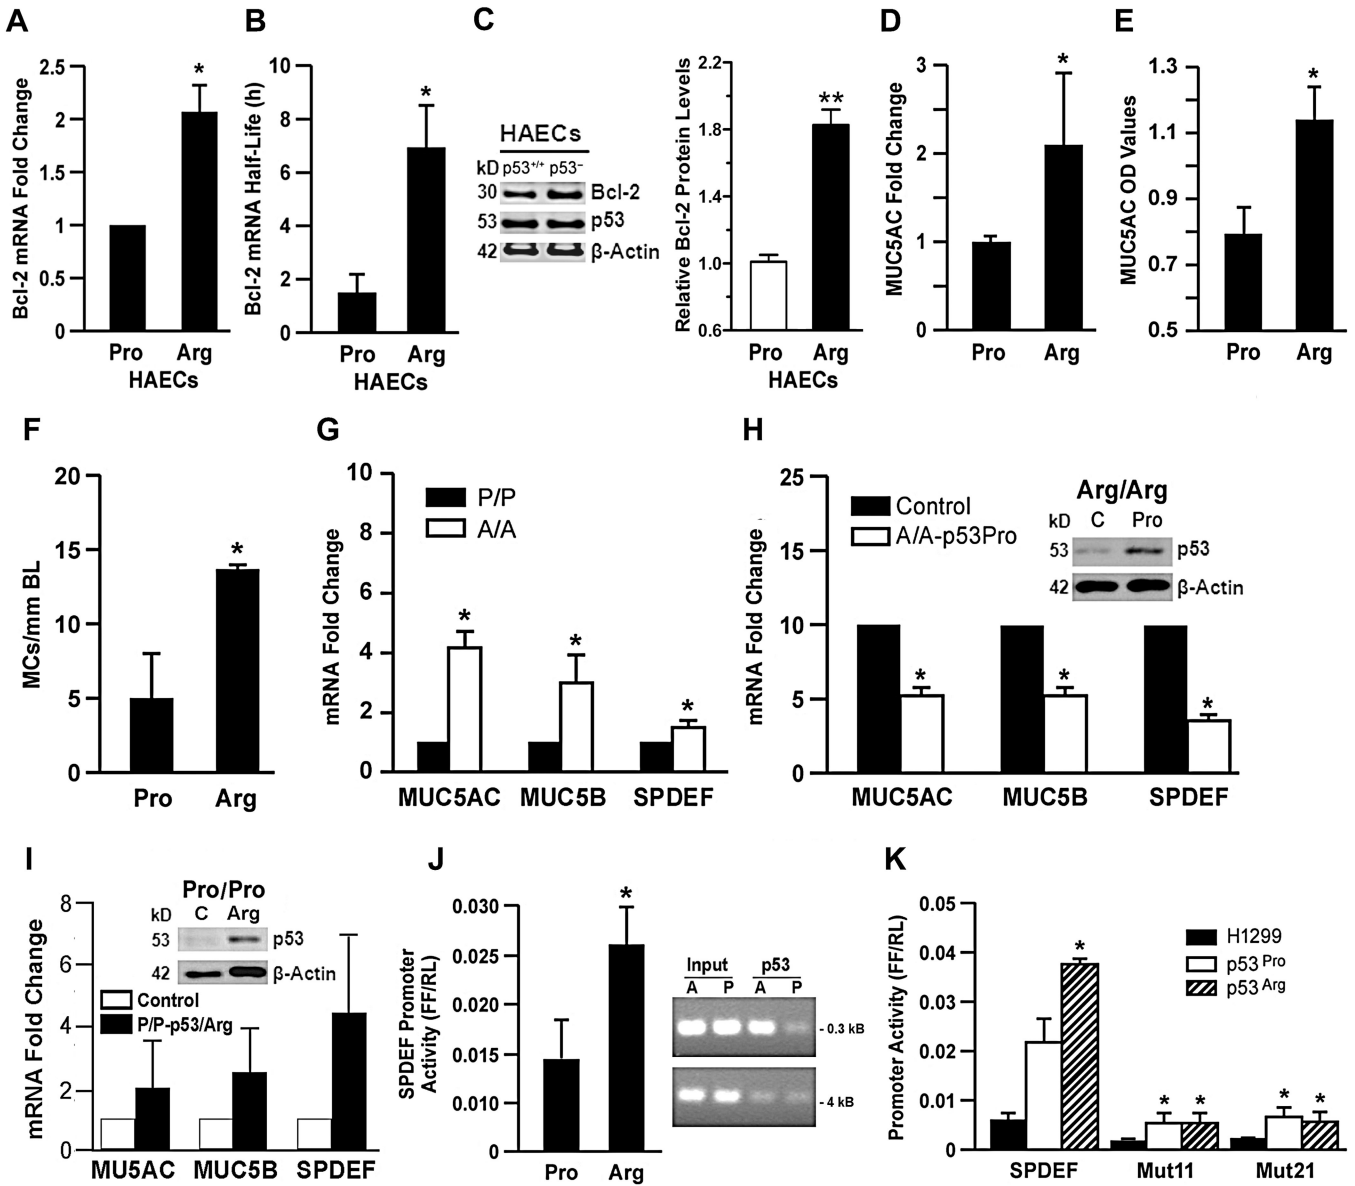 A
Bcl-2 mRNA Fold Change
2.5
2
1.5
1
0.5
0
*
Pro Arg
HAECs
B
Bcl-2 mRNA Half-Life (h)
10
8
6
4
2
0
*
Pro Arg
HAECs
C
HAECs
kD p53+/+ p53−
30 Bcl-2
53 p53
42 β-Actin
Relative Bcl-2 Protein Levels
2.2
1.8
1.4
1.0
0.6
**
Pro Arg
HAECs
D
MUC5AC Fold Change
3
2
1
0
*
Pro Arg
E
MUC5AC OD Values
1.3
1.1
0.9
0.7
0.5
*
Pro Arg
F
MCs/mm BL
20
15
10
5
0
*
Pro Arg
G
mRNA Fold Change
10
8
6
4
2
0
P/P
A/A
* * *
MUC5AC MUC5B SPDEF
H
mRNA Fold Change
25
15
10
5
0
Control
A/A-p53Pro
Arg/Arg
kD C Pro
53 p53
42 β-Actin
* * *
MUC5AC MUC5B SPDEF
I
mRNA Fold Change
8
6
4
2
0
Pro/Pro
kD C Arg
53 p53
42 β-Actin
Control
P/P-p53/Arg
MU5AC MUC5B SPDEF
J
SPDEF Promoter
Activity (FF/RL)
0.030
0.025
0.020
0.015
0.010
0
*
Pro Arg
Input p53
A P A P
- 0.3 kB
- 4 kB
K
Promoter Activity (FF/RL)
0.05
0.04
0.03
0.02
0.01
0
H1299
p53 Pro
p53 Arg
*
* * * *
SPDEF Mut11 Mut21